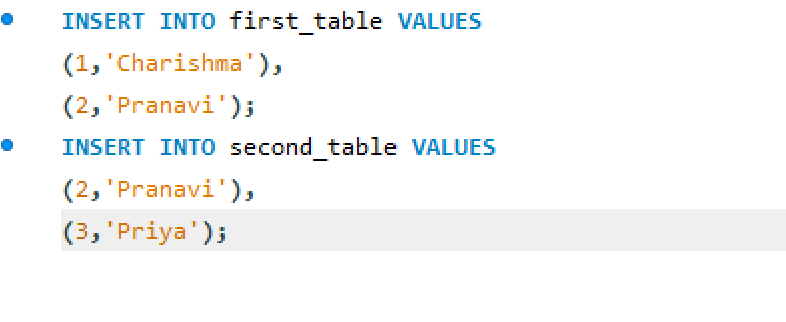 INSERT INTO first_table VALUES
(1,'Charishma'),
(2,'Pranavi');
INSERT INTO second_table VALUES
(2,'Pranavi'),
(3,'Priya');